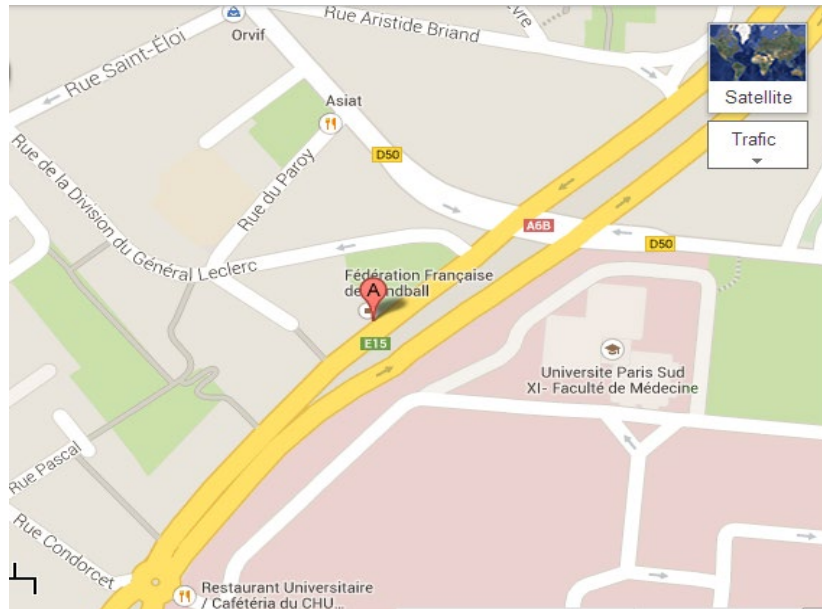 Rue Aristide Briand
Orvif
Rue Saint-Éloi
Satellite
Asiat
Trafic
D50
Rue du Paroy
Rue de la Division du Général Leclerc
A6B
D50
Fédération Française
de ndball
A
E15
Universite Paris Sud
XI- Faculté de Médecine
Rue Pascal
Rue Condorcet
Restaurant Universitaire
/ Cafétéria du CHU...